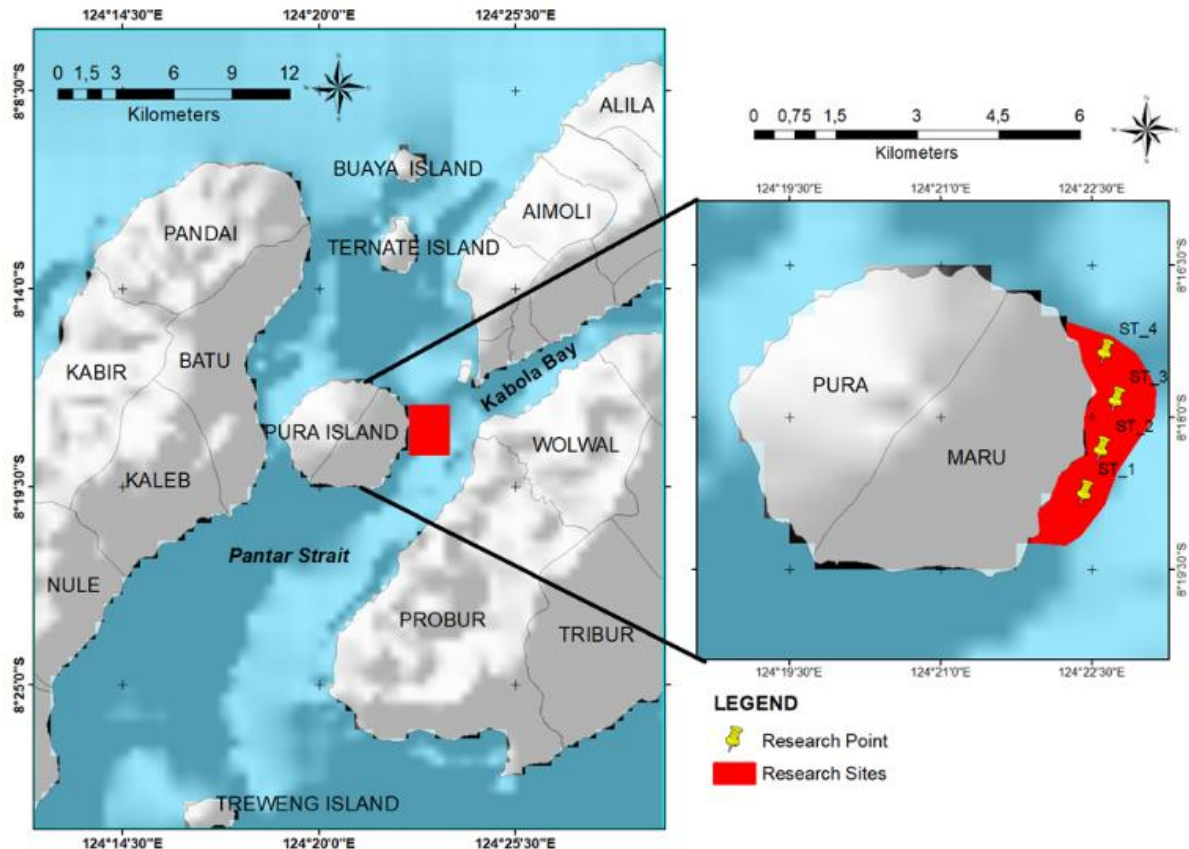 124°14'30"E 124°20'0"E 124°25'30"E
0 1,5 3 6 9 12
Kilometers
8°8'30"S
8°14'0"S
8°19'30"S
8°25'0"S
ALILA
BUAYA ISLAND
AIMOLI
PANDAI
TERNATE ISLAND
BATU
KABIR
Kabola Bay
PURA ISLAND
WOLWAL
KALEB
Pantar Strait
NULE
PROBUR
TRIBUR
TREWENG ISLAND
124°14'30"E 124°20'0"E 124°25'30"E
0 0,75 1,5 3 4,5 6
Kilometers
124°19'30"E 124°21'0"E 124°22'30"E
8°16'30"S
8°19'30"S
ST_4
ST_3
PURA
ST_2
MARU
ST_1
124°19'30"E 124°21'0"E 124°22'30"E
LEGEND
Research Point
Research Sites